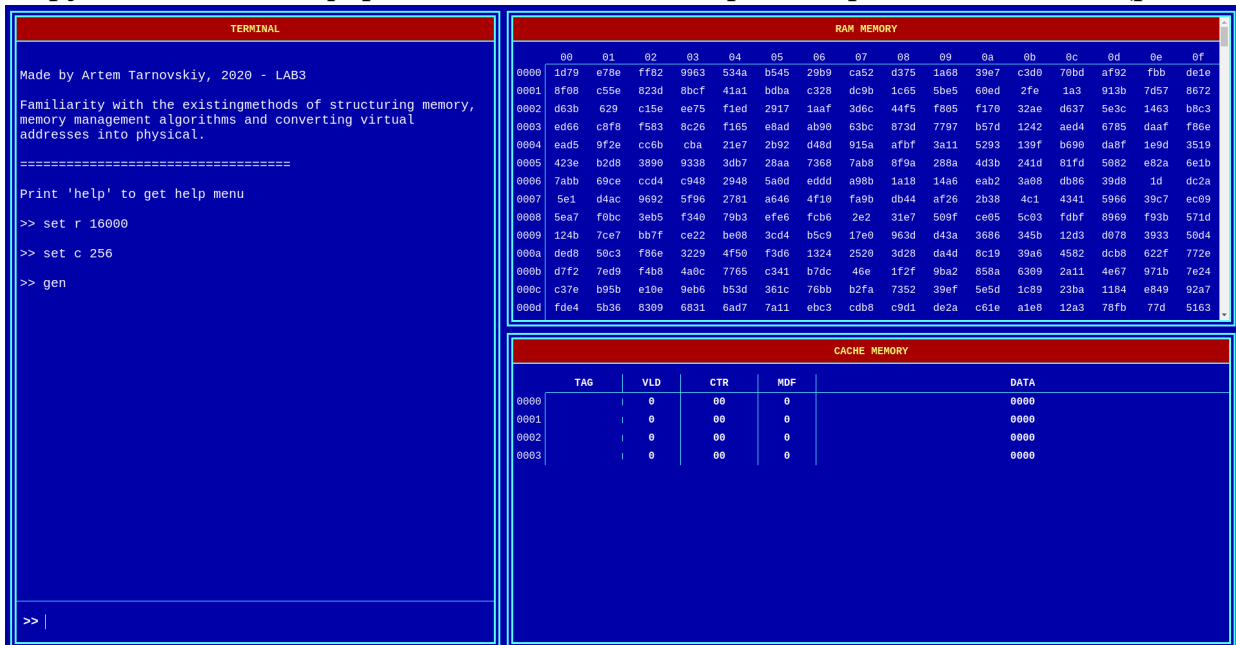 TERMINAL
Made by Artem Tarnovskiy, 2020 - LAB3
Familiarity with the existingmethods of structuring memory,
memory management algorithms and converting virtual
addresses into physical.
===================================
Print 'help' to get help menu
>> set r 16000
>> set c 256
>> gen
>>
RAM MEMORY
00 01 02 03 04 05 06 07 08 09 0a 0b 0c 0d 0e 0f
0000 1d79 e78e ff82 9963 534a b545 29b9 ca52 d375 1a68 39e7 c3d0 70bd af92 fbb de1e
0001 8f08 c55e 823d 8bcf 41a1 bdba c328 dc9b 1c65 5be5 60ed 2fe 1a3 913b 7d57 8672
0002 d63b 629 c15e ee75 f1ed 2917 1aaf 3d6c 44f5 f805 f170 32ae d637 5e3c 1463 b8c3
0003 ed66 c8f8 f583 8c26 f165 e8ad ab90 63bc 873d 7797 b57d 1242 aed4 6785 daaf f86e
0004 ead5 9f2e cc6b cba 21e7 2b92 d48d 915a afbf 3a11 5293 139f b690 da8f 1e9d 3519
0005 423e b2d8 3890 9338 3db7 28aa 7368 7ab8 8f9a 288a 4d3b 241d 81fd 5082 e82a 6e1b
0006 7abb 69ce ccd4 c948 2948 5a0d eddd a98b 1a18 14a6 eab2 3a08 db86 39d8 1d dc2a
0007 5e1 d4ac 9692 5f96 2781 a646 4f10 fa9b db44 af26 2b38 4c1 4341 5966 39c7 ec09
0008 5ea7 f0bc 3eb5 f340 79b3 efe6 fcb6 2e2 31e7 509f ce05 5c03 fdbf 8969 f93b 571d
0009 124b 7ce7 bb7f ce22 be08 3cd4 b5c9 17e0 963d d43a 3686 345b 12d3 d078 3933 50d4
000a ded8 50c3 f86e 3229 4f50 f3d6 1324 2520 3d28 da4d 8c19 39a6 4582 dcb8 622f 772e
000b d7f2 7ed9 f4b8 4a0c 7765 c341 b7dc 46e 1f2f 9ba2 858a 6309 2a11 4e67 971b 7e24
000c c37e b95b e10e 9eb6 b53d 361c 76bb b2fa 7352 39ef 5e5d 1c89 23ba 1184 e849 92a7
000d fde4 5b36 8309 6831 6ad7 7a11 ebc3 cdb8 c9d1 de2a c61e a1e8 12a3 78fb 77d 5163
CACHE MEMORY
TAG VLD CTR MDF DATA
0000 0 00 0 0000
0001 0 00 0 0000
0002 0 00 0 0000
0003 0 00 0 0000